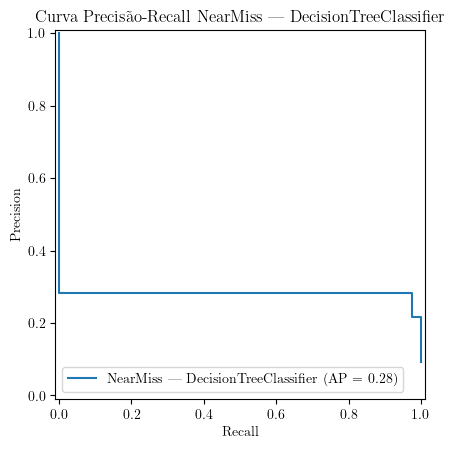 Curva Precisão-Recall NearMiss — DecisionTreeClassifier
1.0
0.8
0.6
0.4
0.2
0.0
Precision
NearMiss — DecisionTreeClassifier (AP = 0.28)
0.0 0.2 0.4 0.6 0.8 1.0
Recall